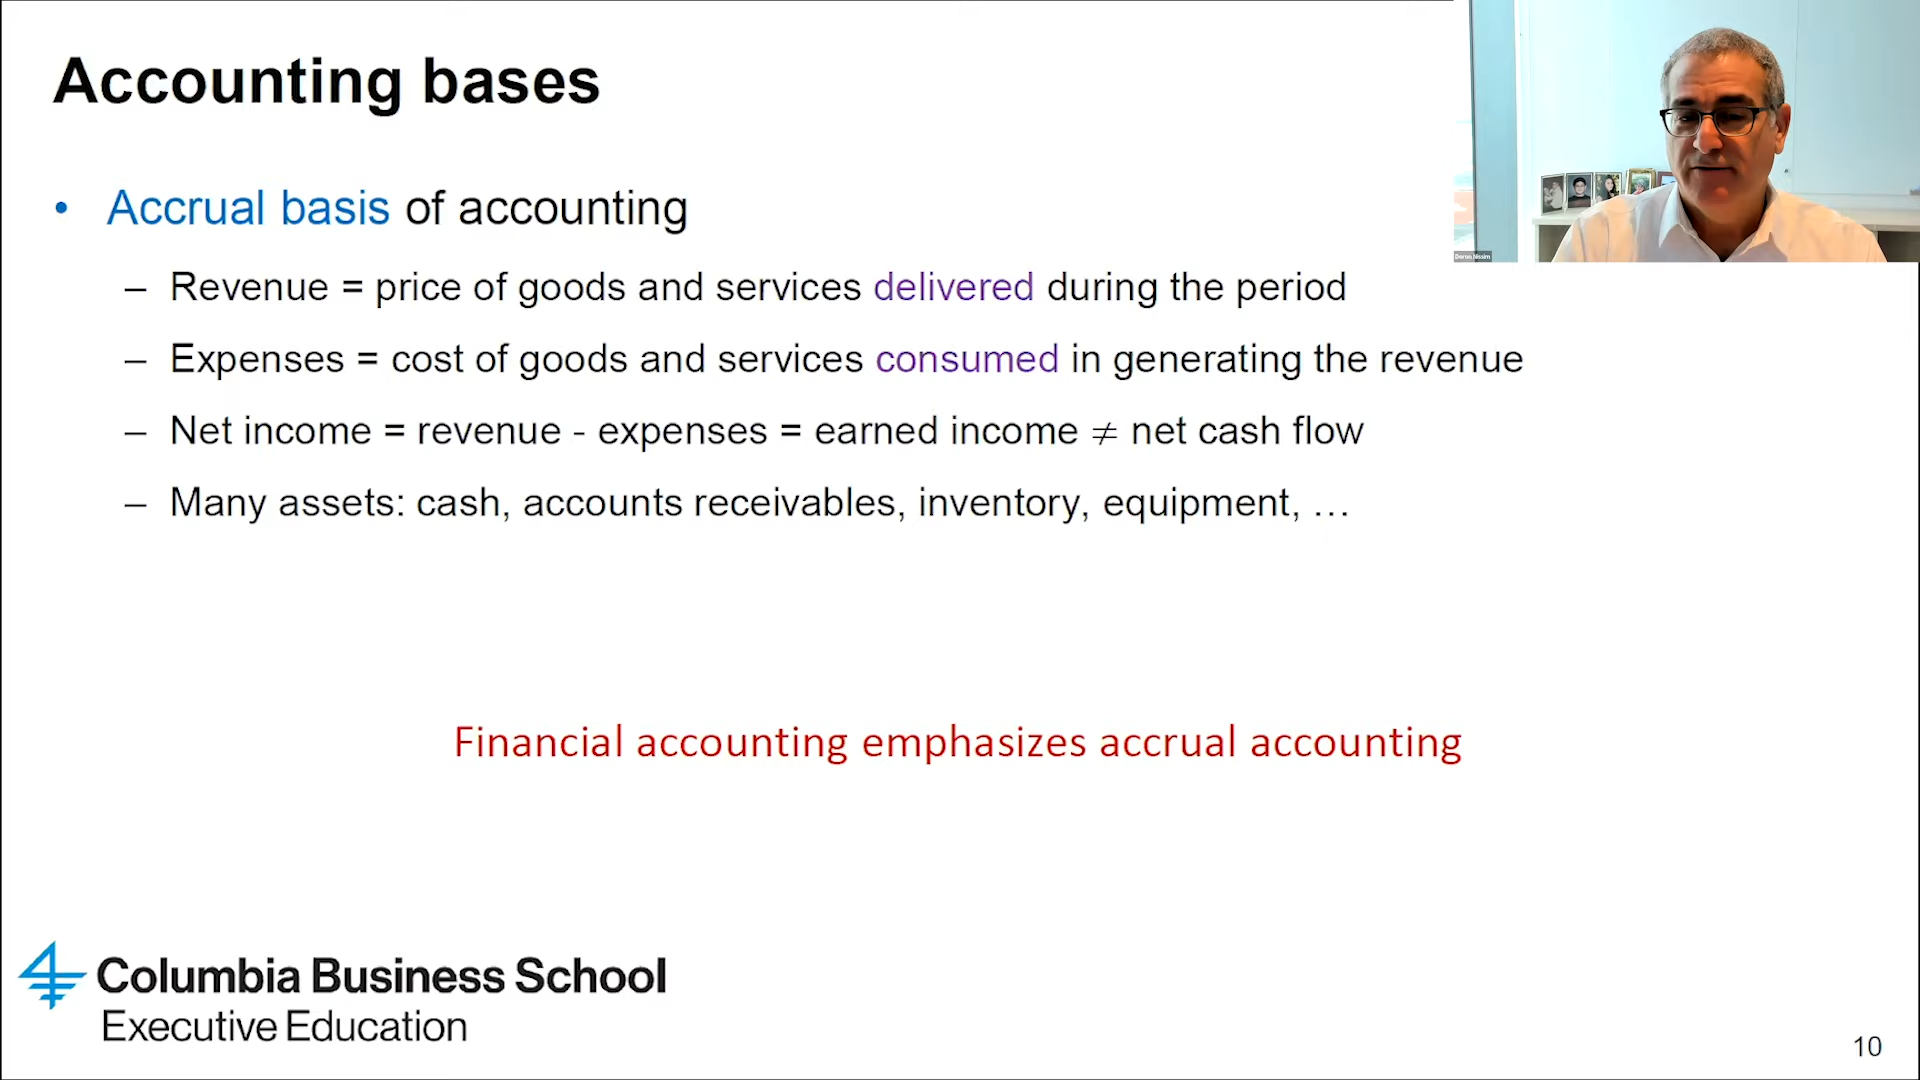 Accounting bases
• Accrual basis of accounting
– Revenue = price of goods and services delivered during the period
– Expenses = cost of goods and services consumed in generating the revenue
– Net income = revenue - expenses = earned income ≠ net cash flow
– Many assets: cash, accounts receivables, inventory, equipment, …
Financial accounting emphasizes accrual accounting
Columbia Business School
Executive Education
10
Doron Nissim